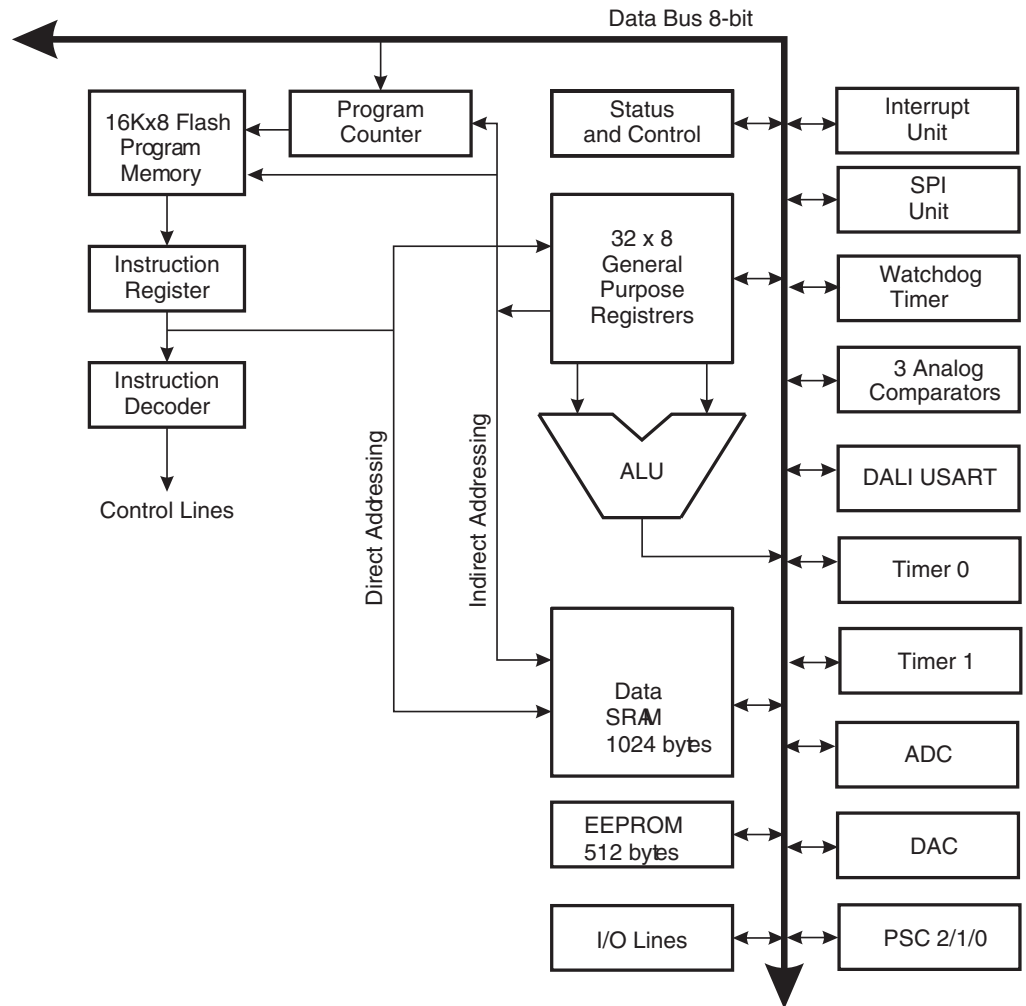 Data Bus 8-bit
16Kx8 Flash
Program
Memory
Program
Counter
Instruction
Register
Instruction
Decoder
Control Lines
Direct Addressing
Indirect Addressing
Status
and Control
32 x 8
General
Purpose
Registrers
ALU
Data
SRAM
1024 bytes
EEPROM
512 bytes
I/O Lines
Interrupt
Unit
SPI
Unit
Watchdog
Timer
3 Analog
Comparators
DALI USART
Timer 0
Timer 1
ADC
DAC
PSC 2/1/0